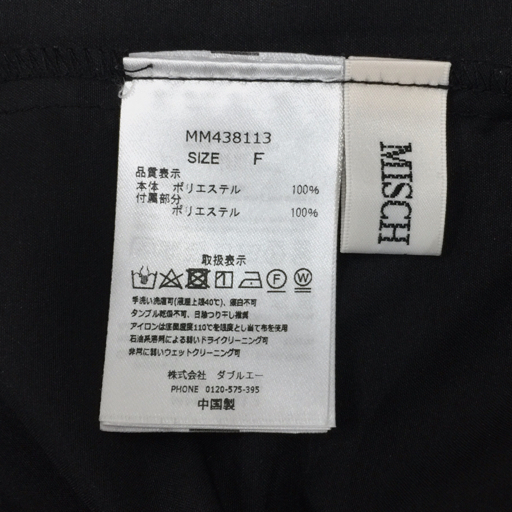 MM438113
SIZE F
品質表示
本体 ポリエステル 100%
付属部分
ポリエステル 100%
取扱表示
手洗い洗濯可(液温上限40℃)、漂白不可
タンブル乾燥不可、日陰つり干し推奨
アイロンは底面温度110℃を限度とし当て布を使用
石油系溶剤による弱いドライクリーニング可
非常に弱いウェットクリーニング可
株式会社 ダブルエー
PHONE 0120-575-395
中国製
MISCH